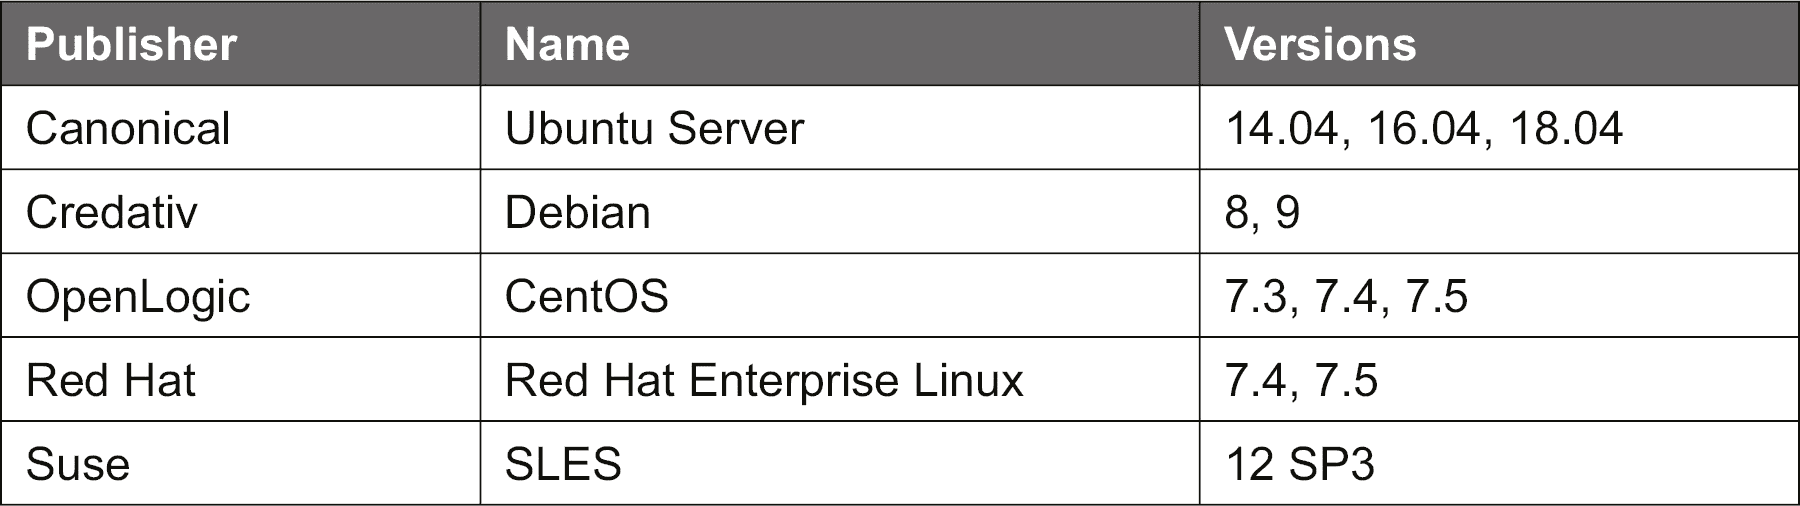 Publisher Name Versions
Canonical Ubuntu Server 14.04, 16.04, 18.04
Credativ Debian 8, 9
OpenLogic CentOS 7.3, 7.4, 7.5
Red Hat Red Hat Enterprise Linux 7.4, 7.5
Suse SLES 12 SP3